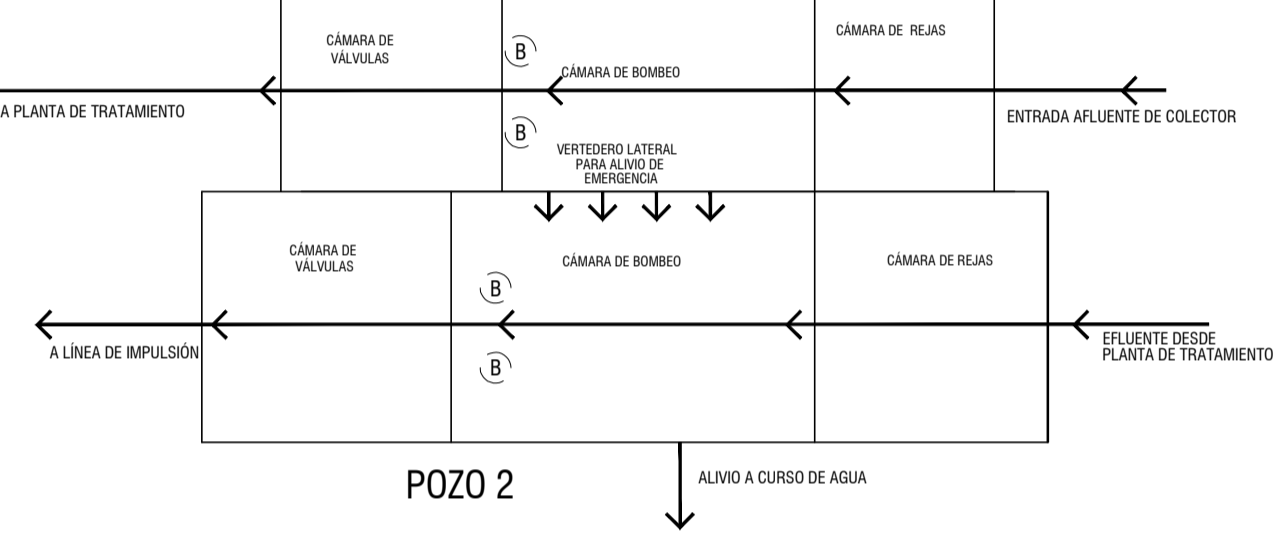 CÁMARA DE
VÁLVULAS
B
CÁMARA DE BOMBEO
CÁMARA DE REJAS
A PLANTA DE TRATAMIENTO
ENTRADA AFLUENTE DE COLECTOR
B
VERTEDERO LATERAL
PARA ALIVIO DE
EMERGENCIA
CÁMARA DE
VÁLVULAS
CÁMARA DE BOMBEO
CÁMARA DE REJAS
B
A LÍNEA DE IMPULSIÓN
EFLUENTE DESDE
PLANTA DE TRATAMIENTO
B
POZO 2
ALIVIO A CURSO DE AGUA